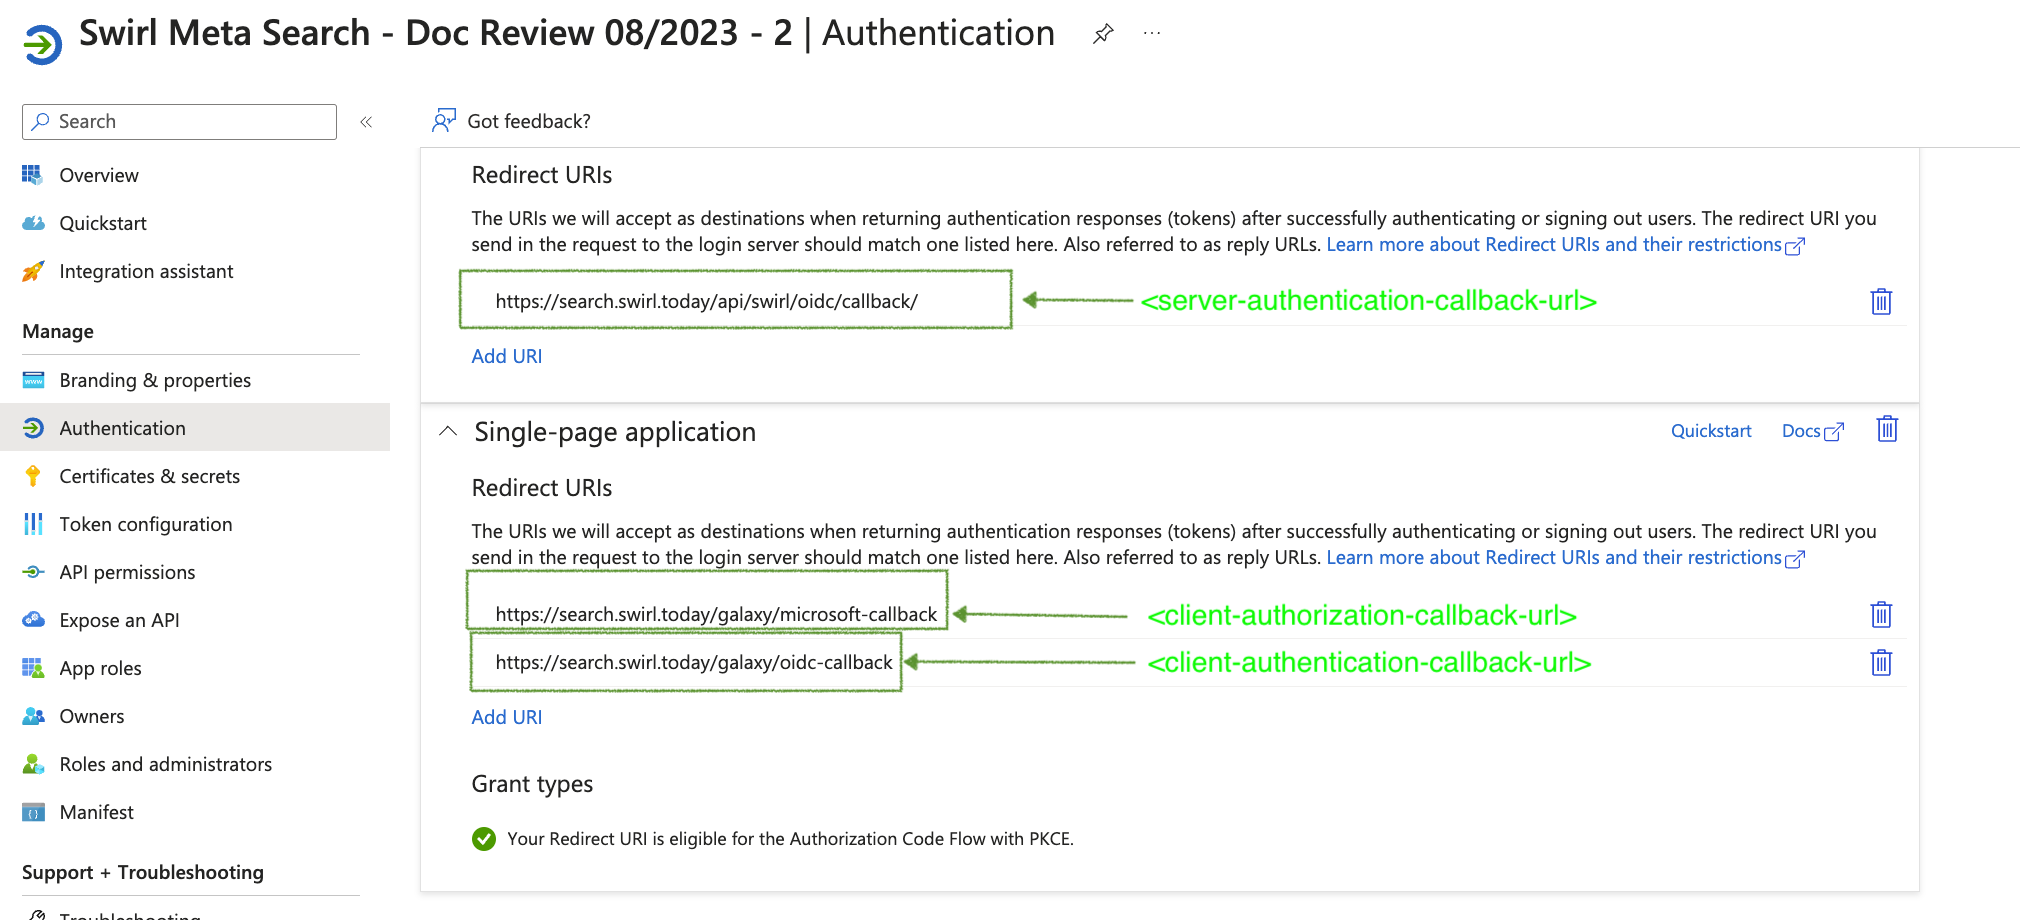 Swirl Meta Search - Doc Review 08/2023 - 2 | Authentication
Search
Got feedback?
Overview
Quickstart
Integration assistant
Manage
Branding & properties
Authentication
Certificates & secrets
Token configuration
API permissions
Expose an API
App roles
Owners
Roles and administrators
Manifest
Support + Troubleshooting
Troubleshooting
Redirect URIs
The URIs we will accept as destinations when returning authentication responses (tokens) after successfully authenticating or signing out users. The redirect URI you
send in the request to the login server should match one listed here. Also referred to as reply URLs. Learn more about Redirect URIs and their restrictions
https://search.swirl.today/api/swirl/oidc/callback/
<server-authentication-callback-url>
Add URI
Single-page application
Quickstart
Docs
Redirect URIs
The URIs we will accept as destinations when returning authentication responses (tokens) after successfully authenticating or signing out users. The redirect URI you
send in the request to the login server should match one listed here. Also referred to as reply URLs. Learn more about Redirect URIs and their restrictions
https://search.swirl.today/galaxy/microsoft-callback
<client-authorization-callback-url>
https://search.swirl.today/galaxy/oidc-callback
<client-authentication-callback-url>
Add URI
Grant types
Your Redirect URI is eligible for the Authorization Code Flow with PKCE.